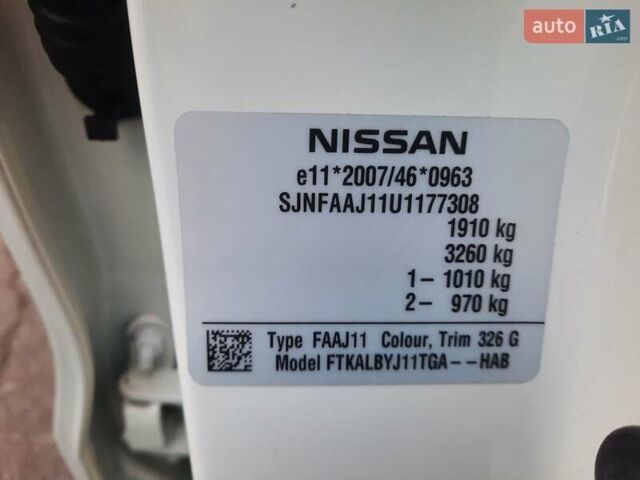 auto RIA .com
NISSAN
e11*2007/46*0963
SJNFAAJ11U1177308
1910 kg
3260 kg
1- 1010 kg
2- 970 kg
Type FAAJ11 Colour, Trim 326 G
Model FTKALBYJ11TGA--HAB